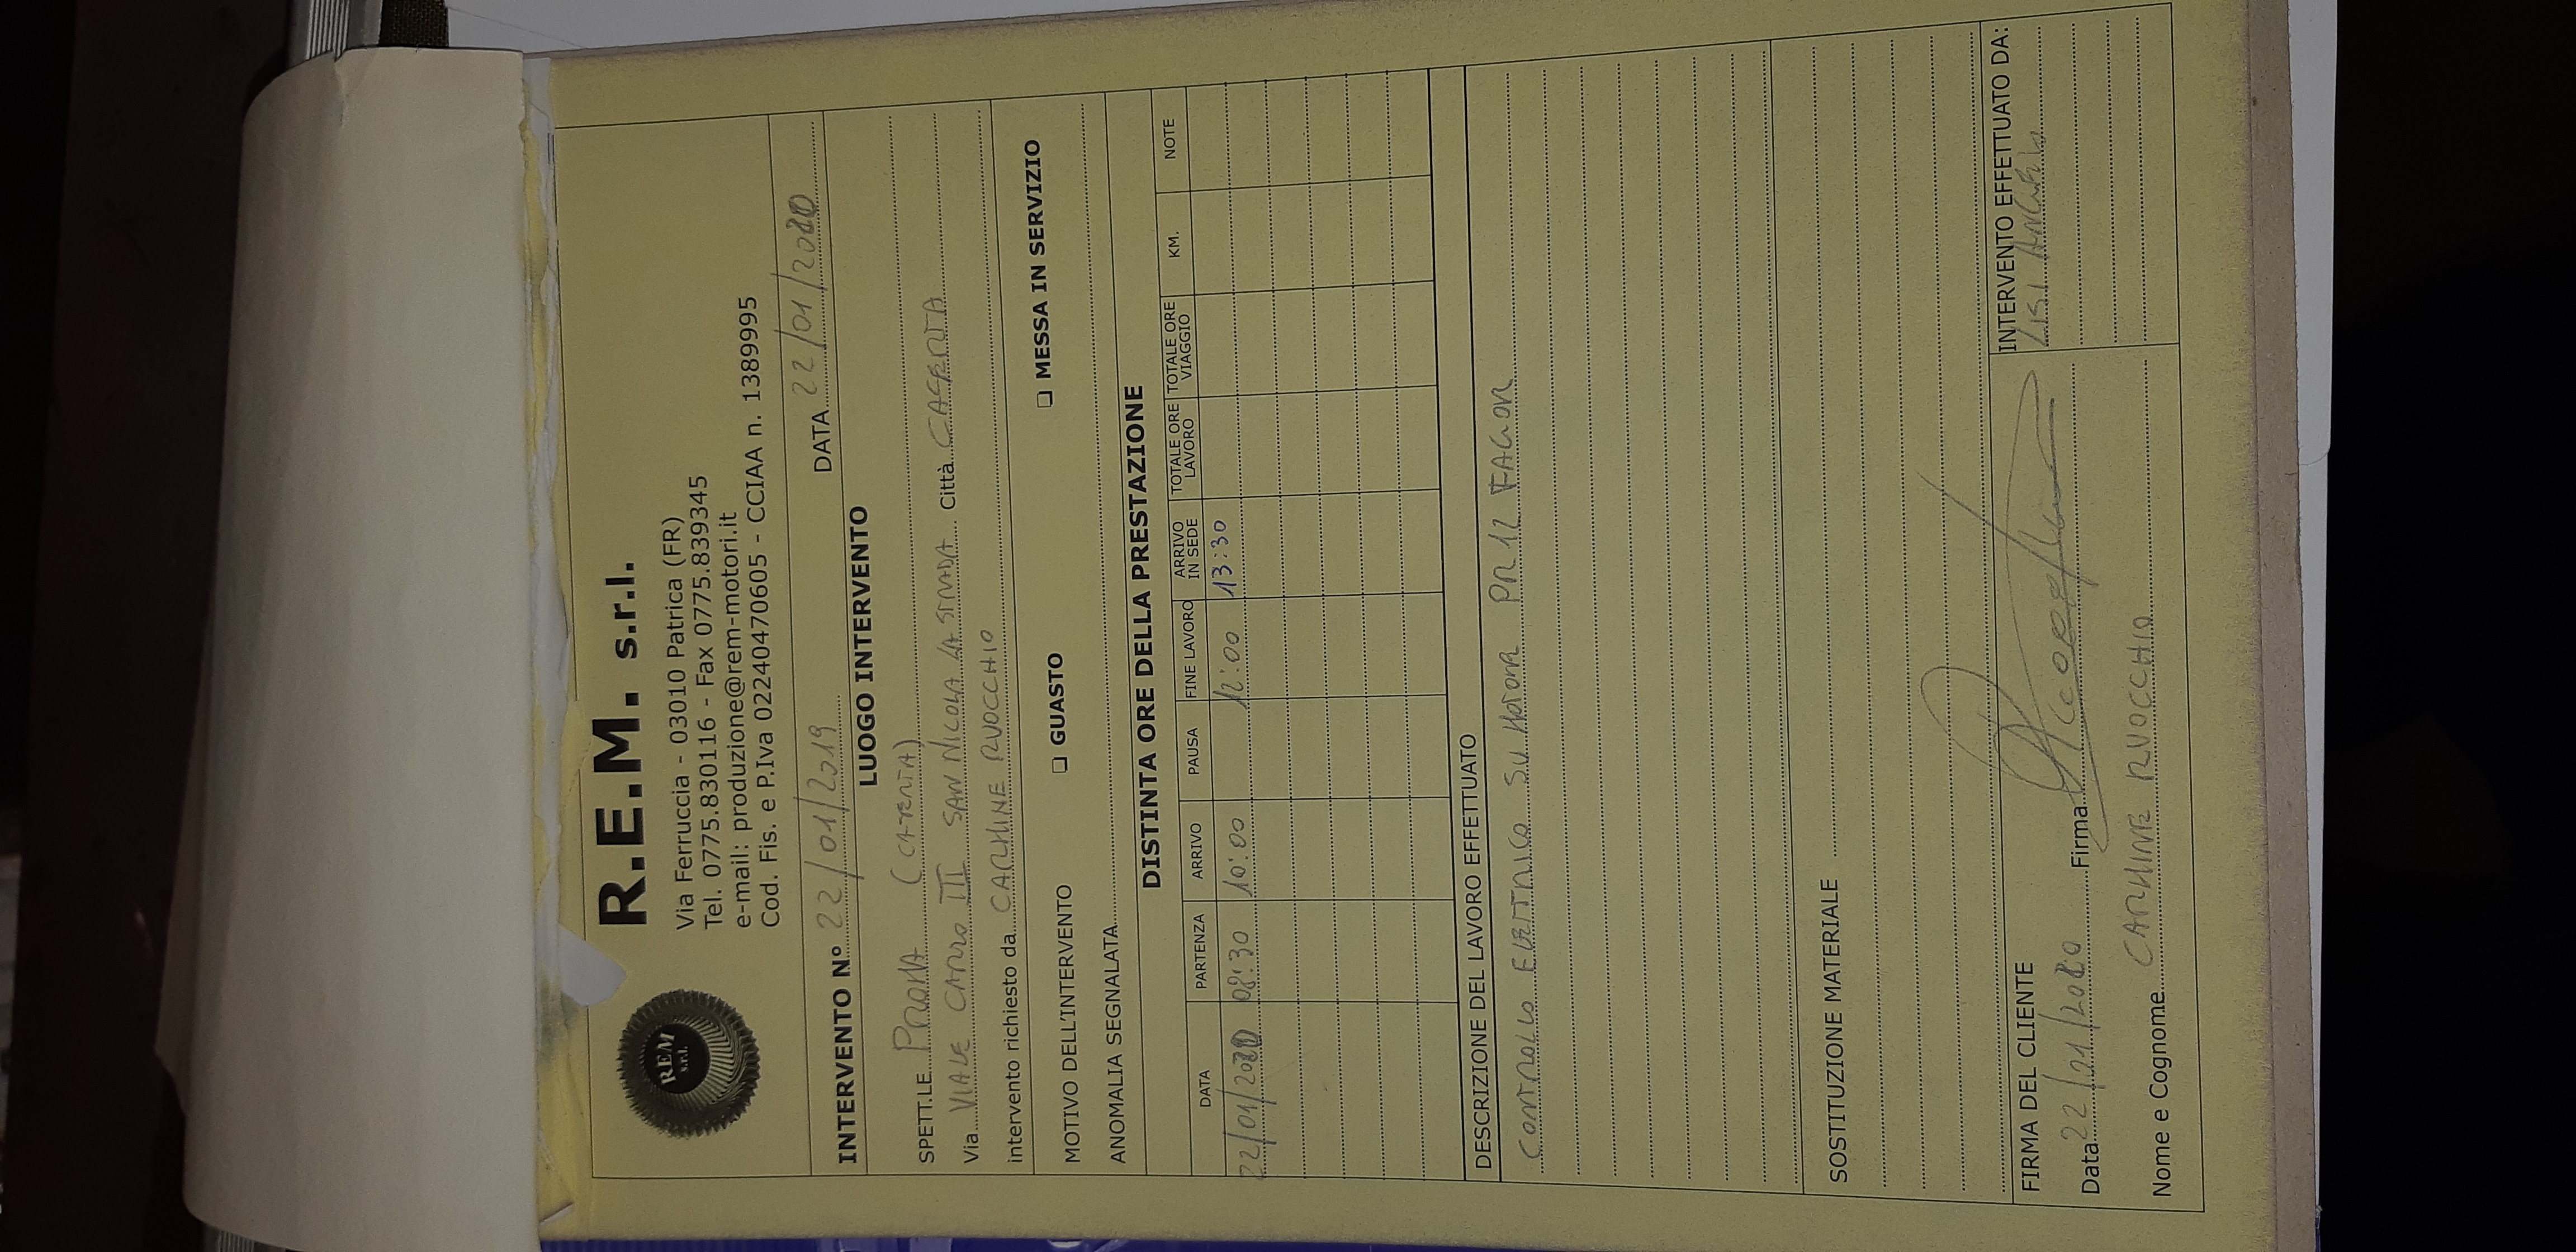 REM s.r.l.
R.E.M. s.r.l.
Via Ferruccia - 03010 Patrica (FR)
Tel. 0775.830116 - Fax 0775.839345
e-mail: produzione@rem-motori.it
Cod. Fis. e P.Iva 02240470605 - CCIAA n. 1389995
INTERVENTO N° 22/01/2019 DATA 22/01/2020
LUOGO INTERVENTO
SPETT.LE PROMA (CASERTA)
Via VIALE CARLO III SAN NICOLA LA STRADA Città CASERTA
intervento richiesto da CARMINE RUOCCHIO
MOTIVO DELL'INTERVENTO ❏ GUASTO ❏ MESSA IN SERVIZIO
ANOMALIA SEGNALATA
DISTINTA ORE DELLA PRESTAZIONE
DATA PARTENZA ARRIVO PAUSA FINE LAVORO ARRIVO IN SEDE TOTALE ORE LAVORO TOTALE ORE VIAGGIO KM. NOTE
22/01/2020 08:30 10:00 12:00 13:30
DESCRIZIONE DEL LAVORO EFFETTUATO
CONTROLLO ELETTRICO SU MOTOR PR 12 FAGOR
SOSTITUZIONE MATERIALE
FIRMA DEL CLIENTE INTERVENTO EFFETTUATO DA:
LISI ANGELO
Data 22/01/2020 Firma
Nome e Cognome CARMINE RUOCCHIO